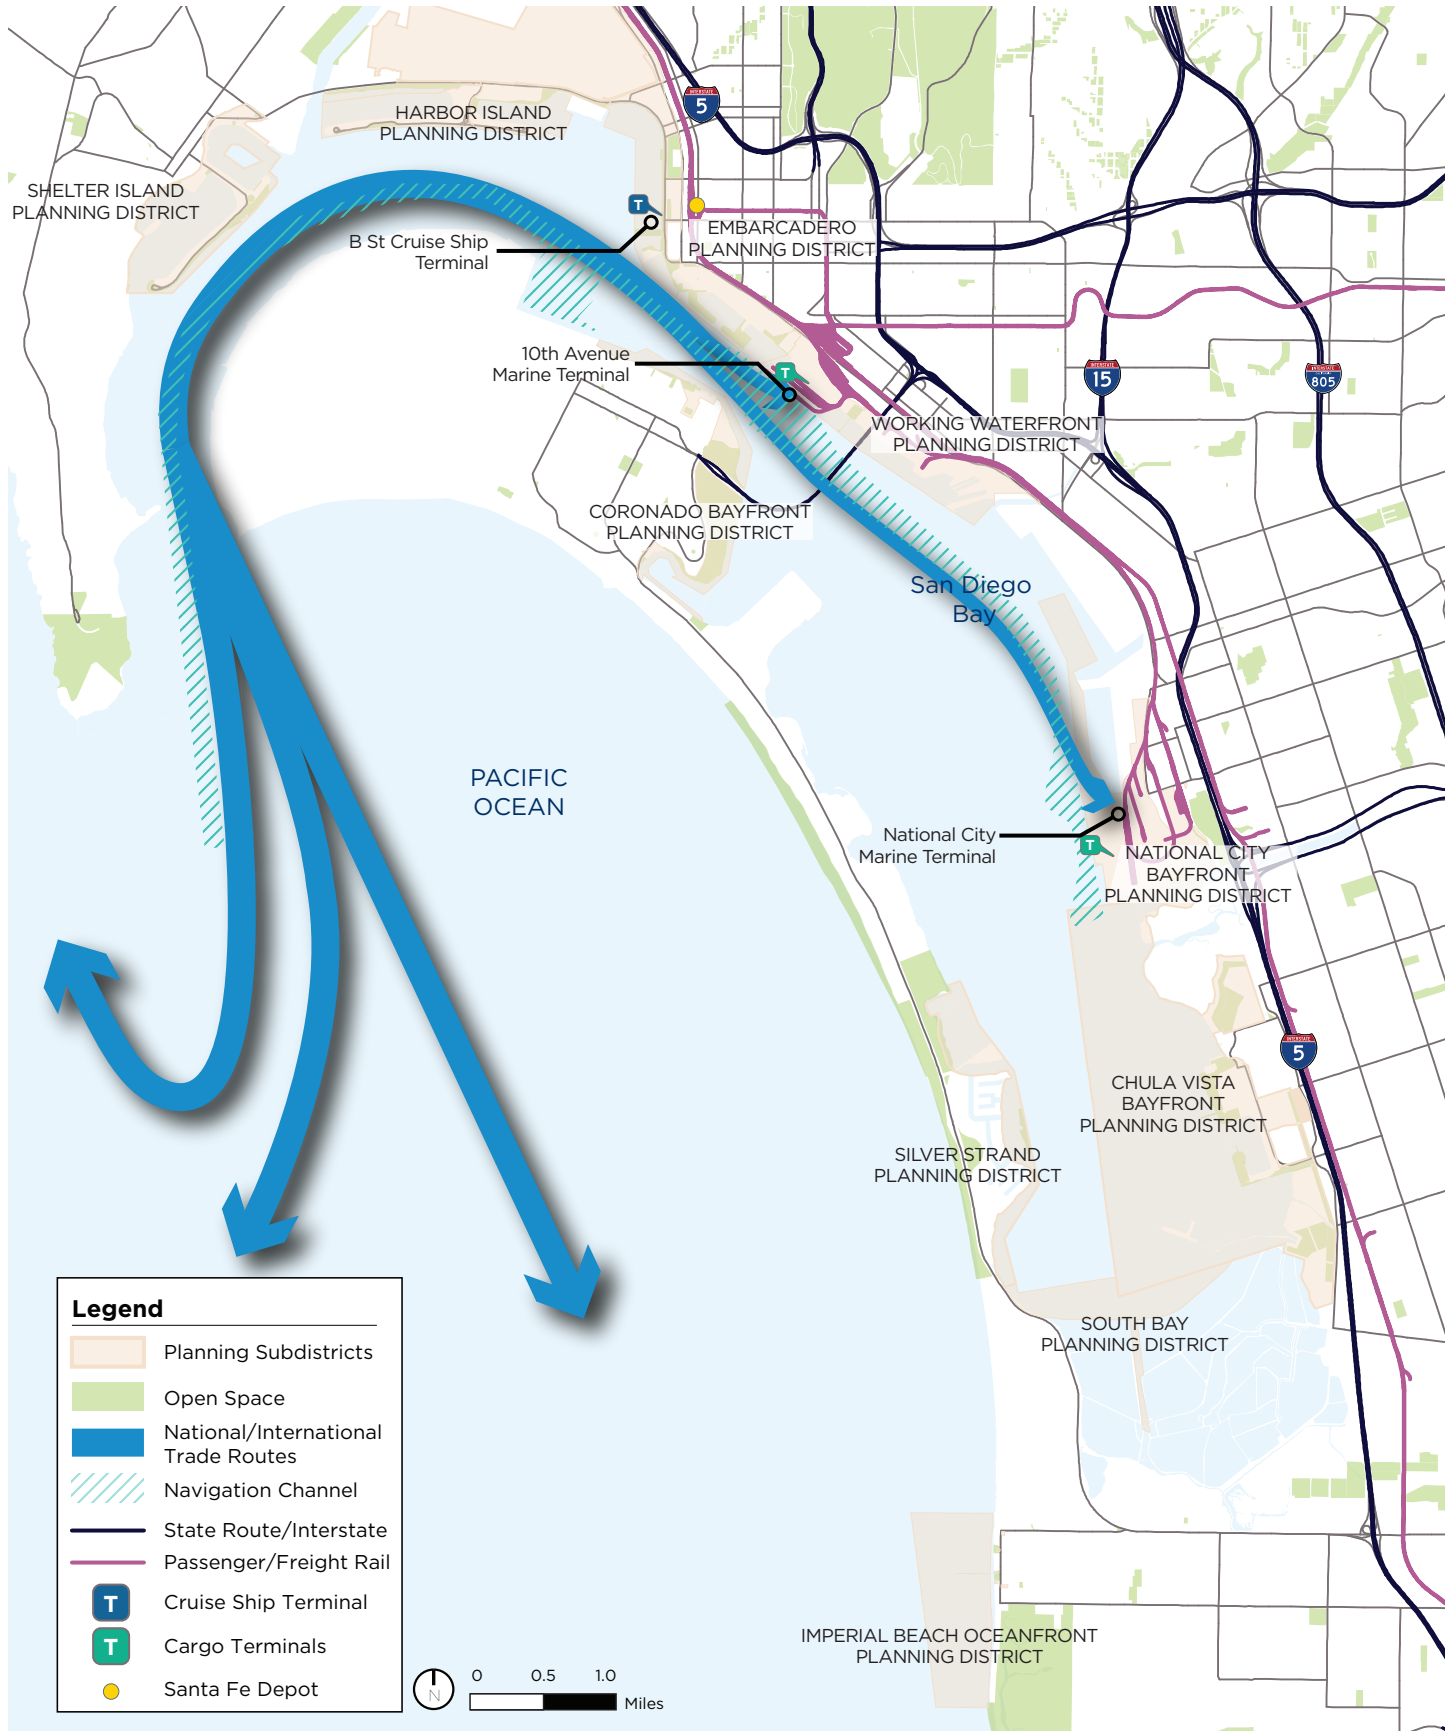 HARBOR ISLAND
PLANNING DISTRICT
INTERSTATE
5
SHELTER ISLAND
PLANNING DISTRICT
T
B St Cruise Ship
Terminal
EMBARCADERO
PLANNING DISTRICT
10th Avenue
Marine Terminal
T
INTERSTATE
15
INTERSTATE
805
WORKING WATERFRONT
PLANNING DISTRICT
CORONADO BAYFRONT
PLANNING DISTRICT
San Diego
Bay
PACIFIC
OCEAN
National City
Marine Terminal
T
NATIONAL CITY
BAYFRONT
PLANNING DISTRICT
INTERSTATE
5
CHULA VISTA
BAYFRONT
PLANNING DISTRICT
SILVER STRAND
PLANNING DISTRICT
SOUTH BAY
PLANNING DISTRICT
IMPERIAL BEACH OCEANFRONT
PLANNING DISTRICT
Legend
Planning Subdistricts
Open Space
National/International
Trade Routes
Navigation Channel
State Route/Interstate
Passenger/Freight Rail
T Cruise Ship Terminal
T Cargo Terminals
Santa Fe Depot
N
0 0.5 1.0
Miles